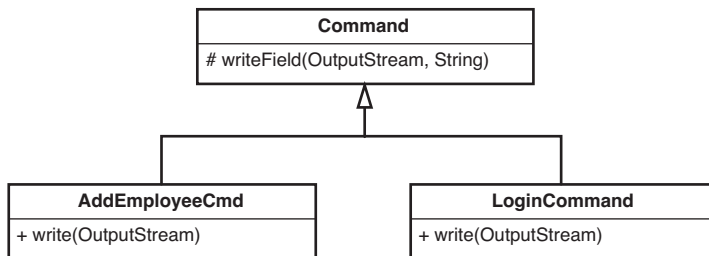 Command
# writeField(OutputStream, String)
AddEmployeeCmd
+ write(OutputStream)
LoginCommand
+ write(OutputStream)